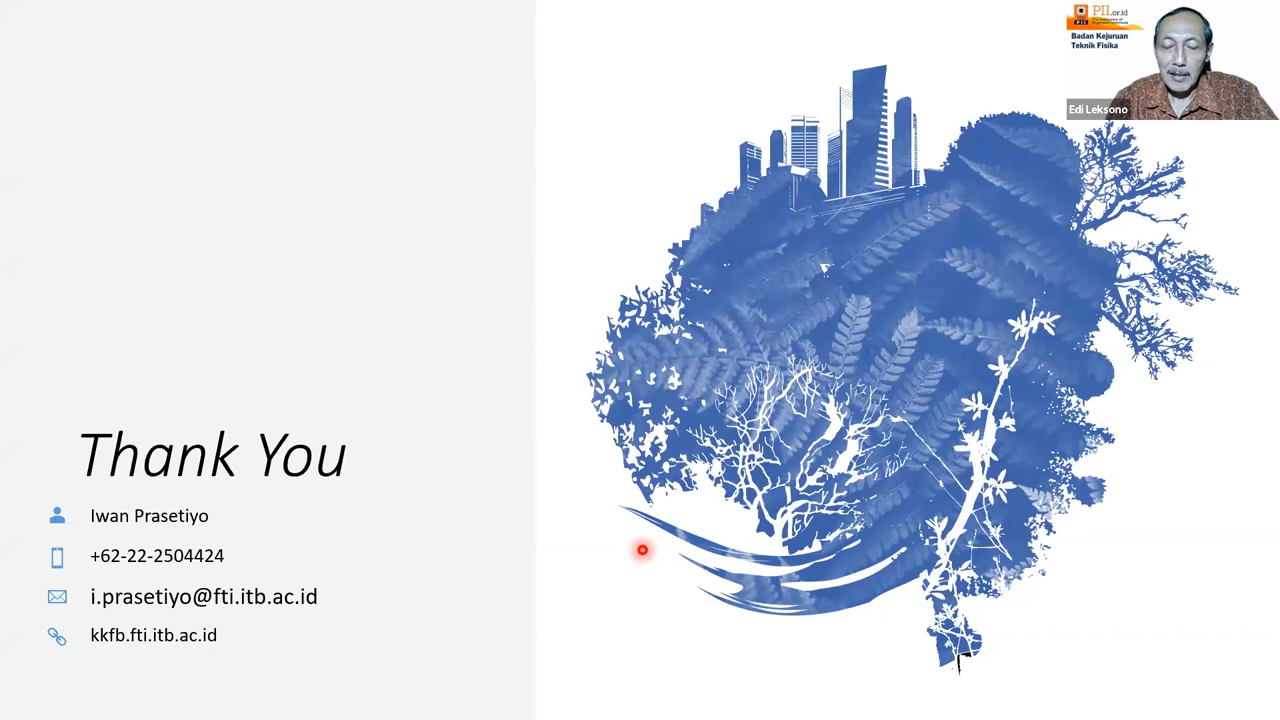 PII.or.id
PII
Badan Kejuruan
Teknik Fisika
Edi Leksono
Thank You
Iwan Prasetiyo
+62-22-2504424
i.prasetiyo@fti.itb.ac.id
kkfb.fti.itb.ac.id